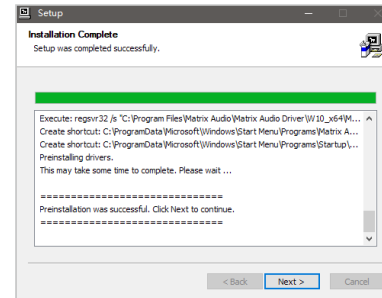 Setup
Installation Complete
Setup was completed successfully.
Execute: regsvr32 /s "C:\Program Files\Matrix Audio\Matrix Audio Driver\W10_x64\M...
Create shortcut: C:\ProgramData\Microsoft\Windows\Start Menu\Programs\Matrix A...
Create shortcut: C:\ProgramData\Microsoft\Windows\Start Menu\Programs\Startup\...
Preinstalling drivers.
This may take some time to complete. Please wait ...
==============================
Preinstallation was successful. Click Next to continue.
==============================
< Back Next > Cancel